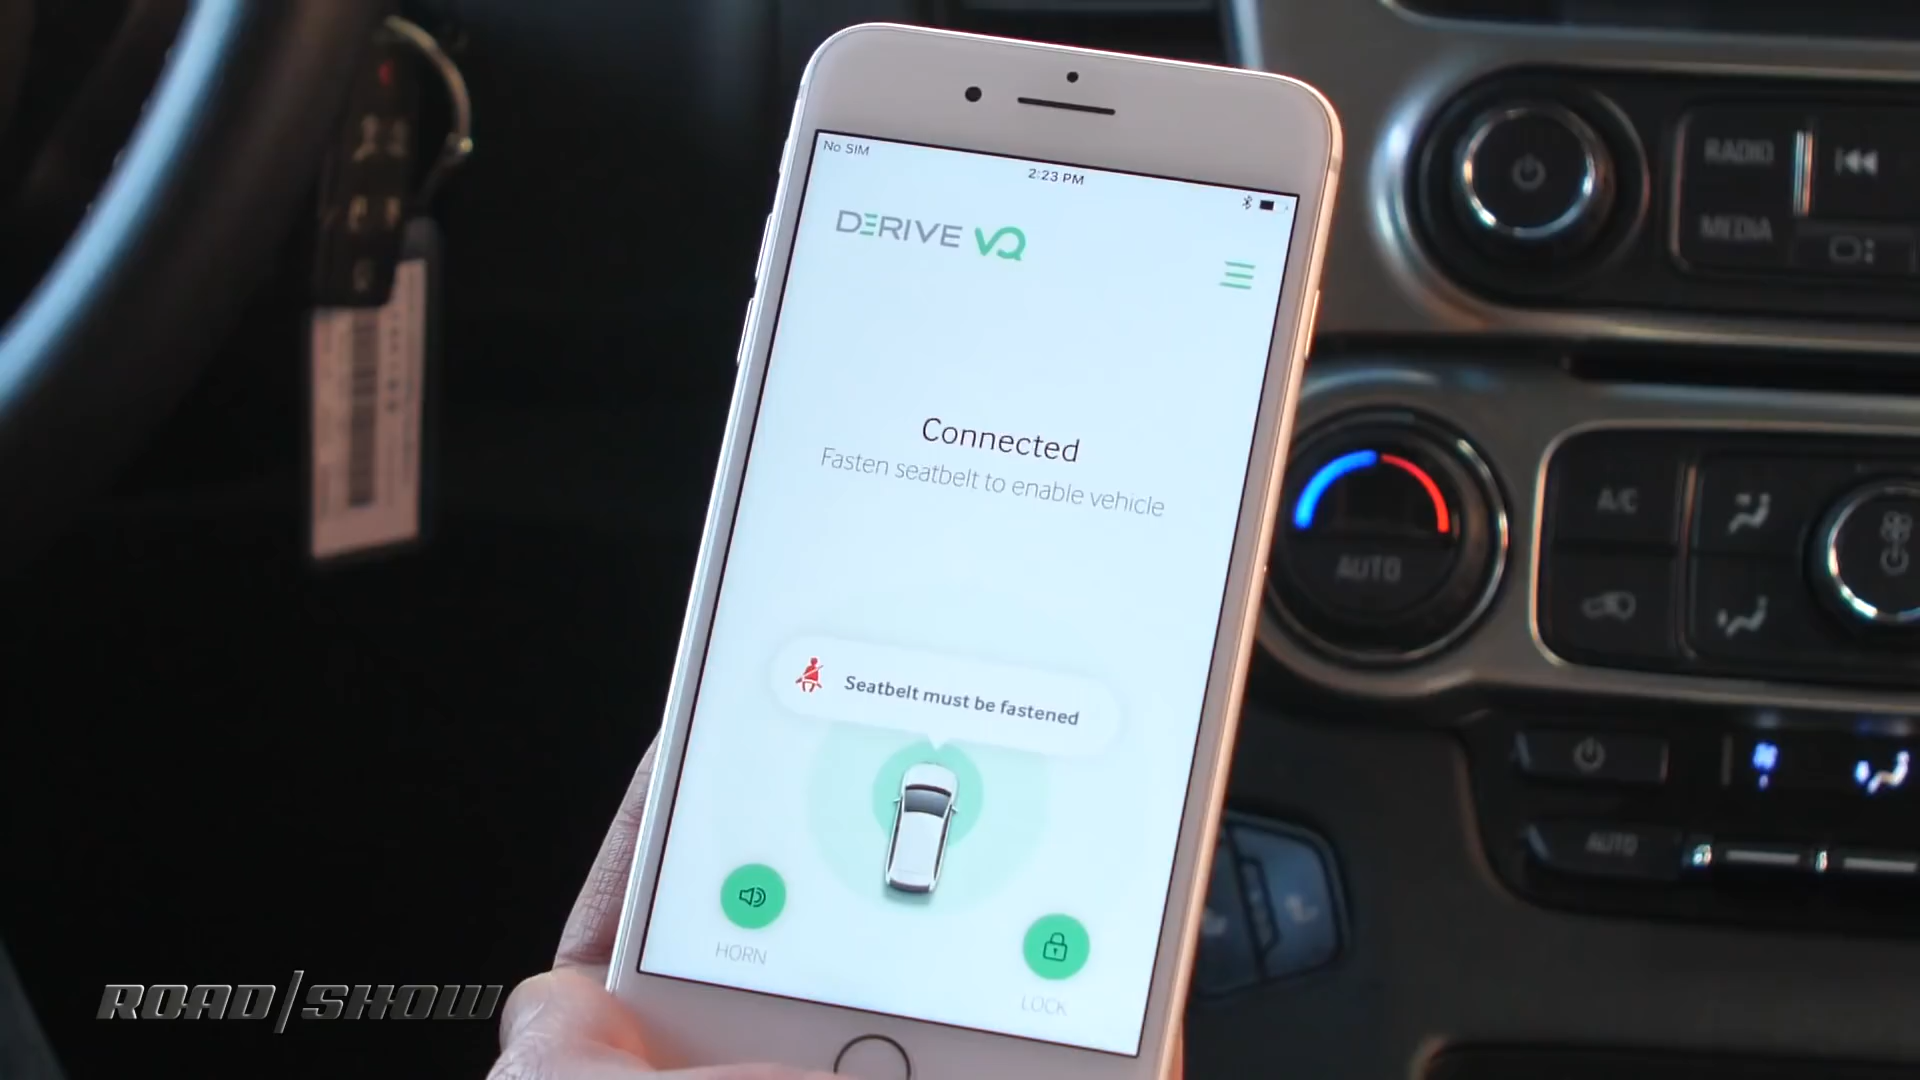 No SIM
2:23 PM
DERIVE VQ
Connected
Fasten seatbelt to enable vehicle
Seatbelt must be fastened
HORN
LOCK
RADIO
MEDIA
A/C
AUTO
AUTO
ROAD/SHOW